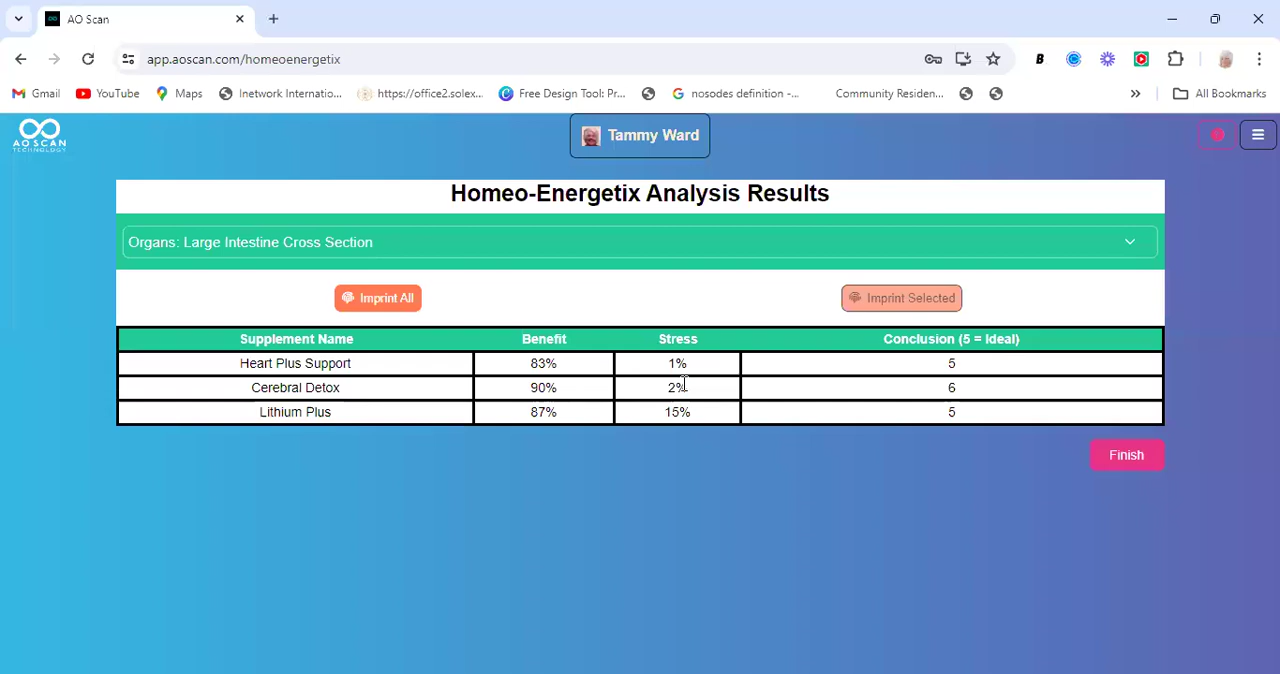 AO Scan
app.aoscan.com/homeoenergetix
Gmail YouTube Maps Inetwork Internatio... https://office2.solex... Free Design Tool: Pr... nosodes definition -... Community Residen... All Bookmarks
AO SCAN
TECHNOLOGY
Tammy Ward
Homeo-Energetix Analysis Results
Organs: Large Intestine Cross Section
Imprint All Imprint Selected
Supplement Name Benefit Stress Conclusion (5 = Ideal)
Heart Plus Support 83% 1% 5
Cerebral Detox 90% 2% 6
Lithium Plus 87% 15% 5
Finish